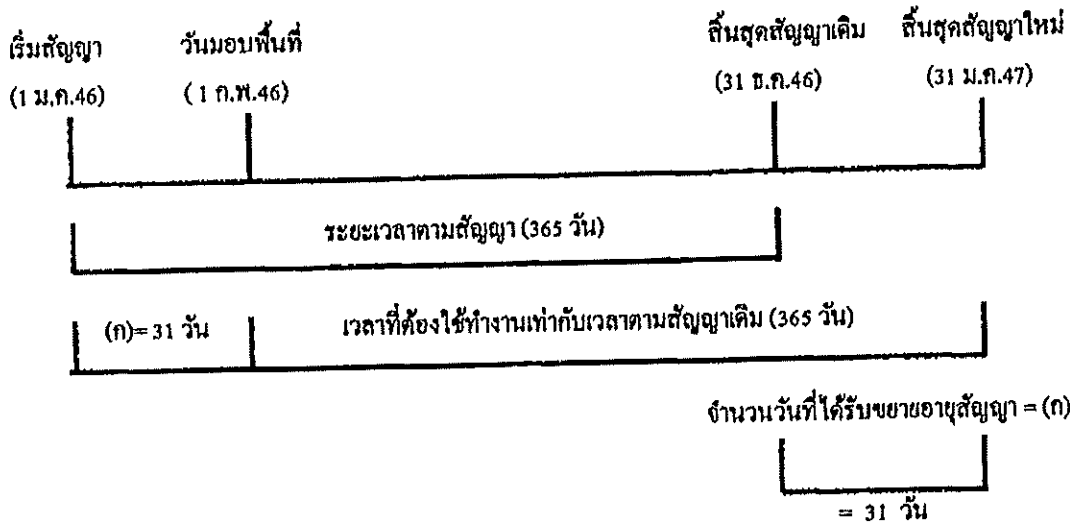 เริ่มสัญญา วันมอบพื้นที่ สิ้นสุดสัญญาเดิม สิ้นสุดสัญญาใหม่
(1 ม.ค.46) (1 ก.พ.46) (31 ธ.ค.46) (31 ม.ค.47)
ระยะเวลาตามสัญญา (365 วัน)
(ก)= 31 วัน เวลาที่ต้องใช้ทำงานเท่ากับเวลาตามสัญญาเดิม (365 วัน)
จำนวนวันที่ได้รับขยายอายุสัญญา = (ก)
= 31 วัน